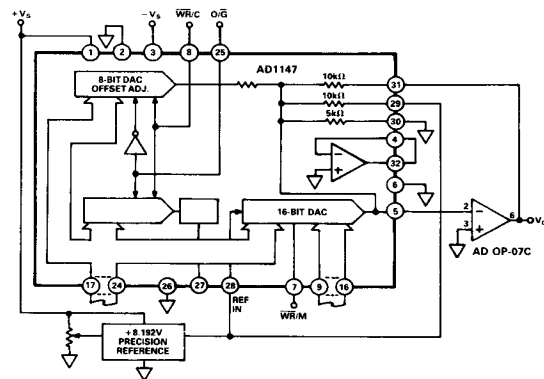 +VS
–VS
WR/C
O/G
1
2
3
8
25
AD1147
8-BIT DAC
OFFSET ADJ.
10kΩ
31
10kΩ
29
5kΩ
30
4
32
6
16-BIT DAC
5
2
3
6
VO
AD OP-07C
17
24
26
27
28
7
9
16
REF
IN
WR/M
+8.192V
PRECISION
REFERENCE